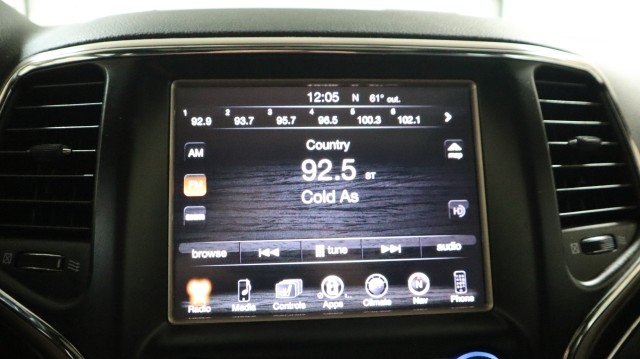 12:05 N 61° out.
1 92.9 2 93.7 3 95.7 4 96.5 5 100.3 6 102.1
Country
AM
map
92.5 ST
FM
Cold As
browse tune audio
Radio Media Controls Apps Climate Nav Phone